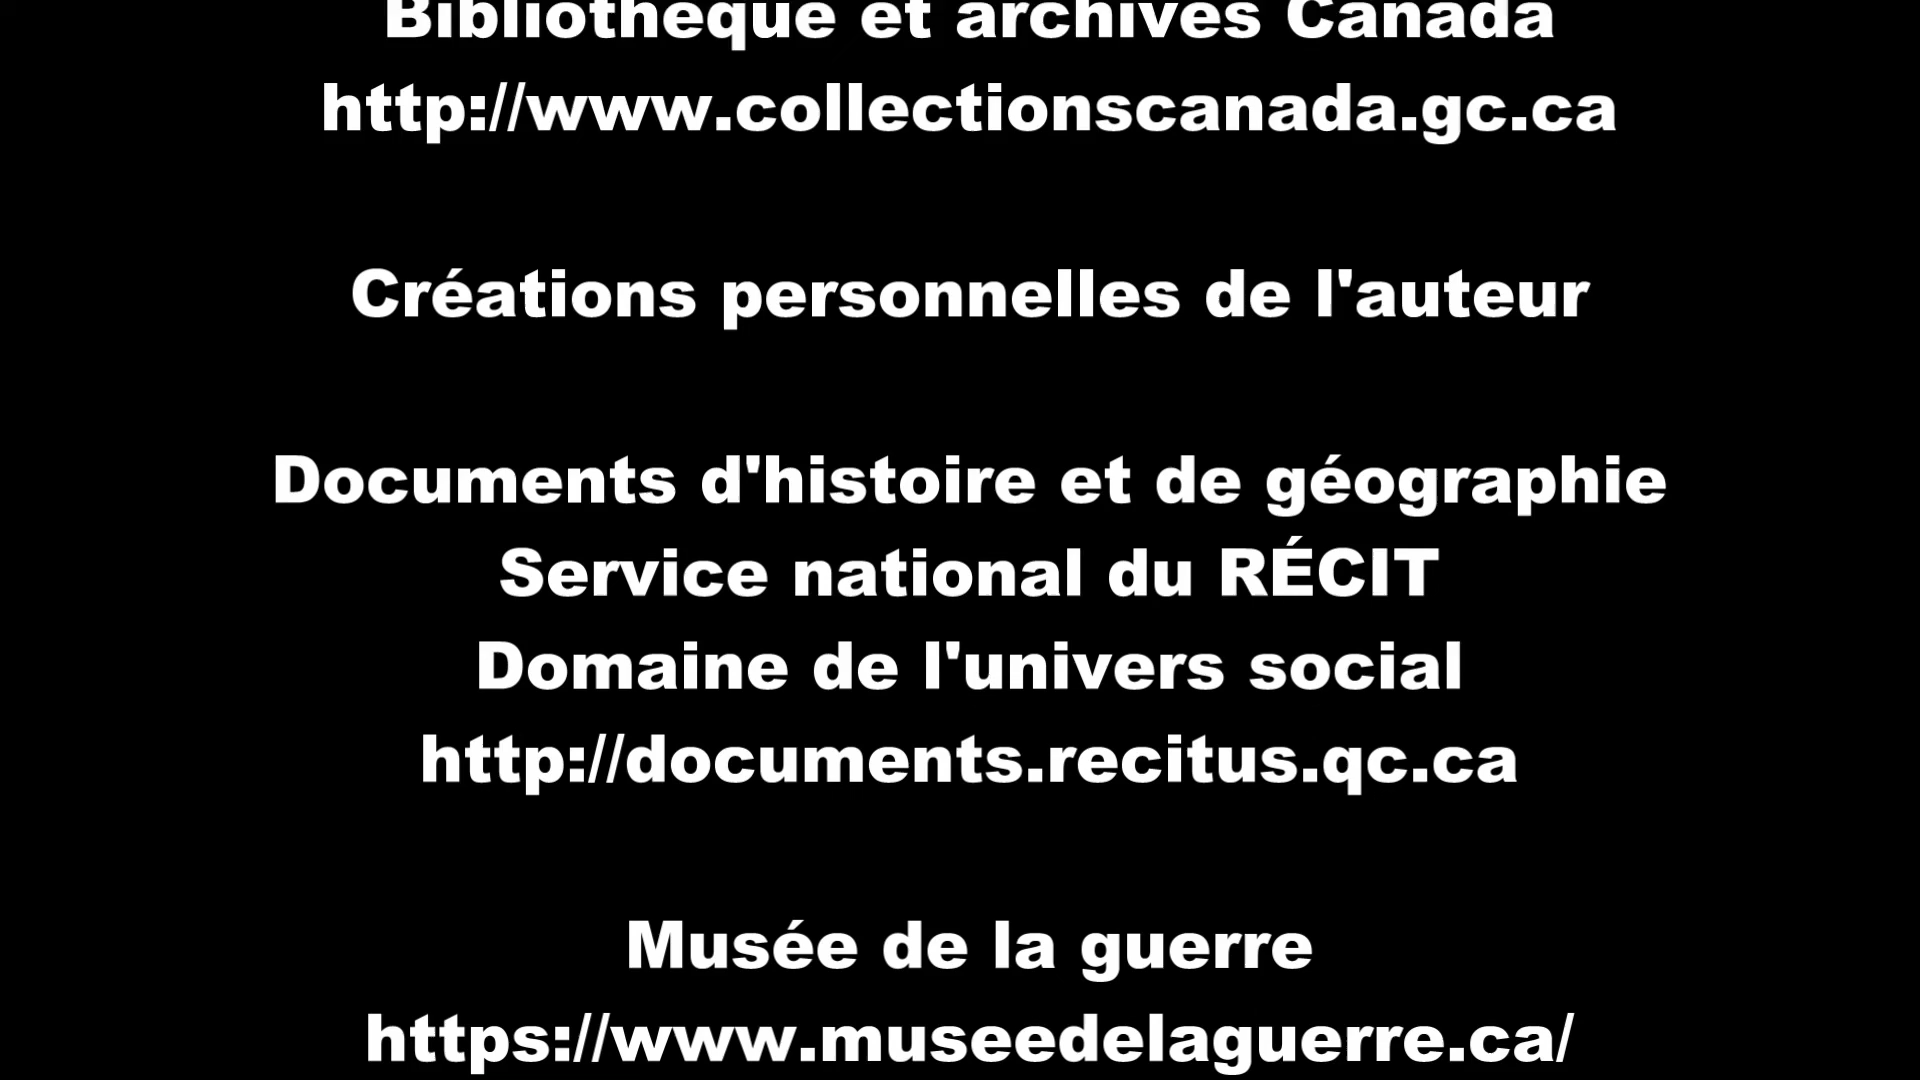 Bibliothèque et archives Canada
http://www.collectionscanada.gc.ca
Créations personnelles de l'auteur
Documents d'histoire et de géographie
Service national du RÉCIT
Domaine de l'univers social
http://documents.recitus.qc.ca
Musée de la guerre
https://www.museedelaguerre.ca/